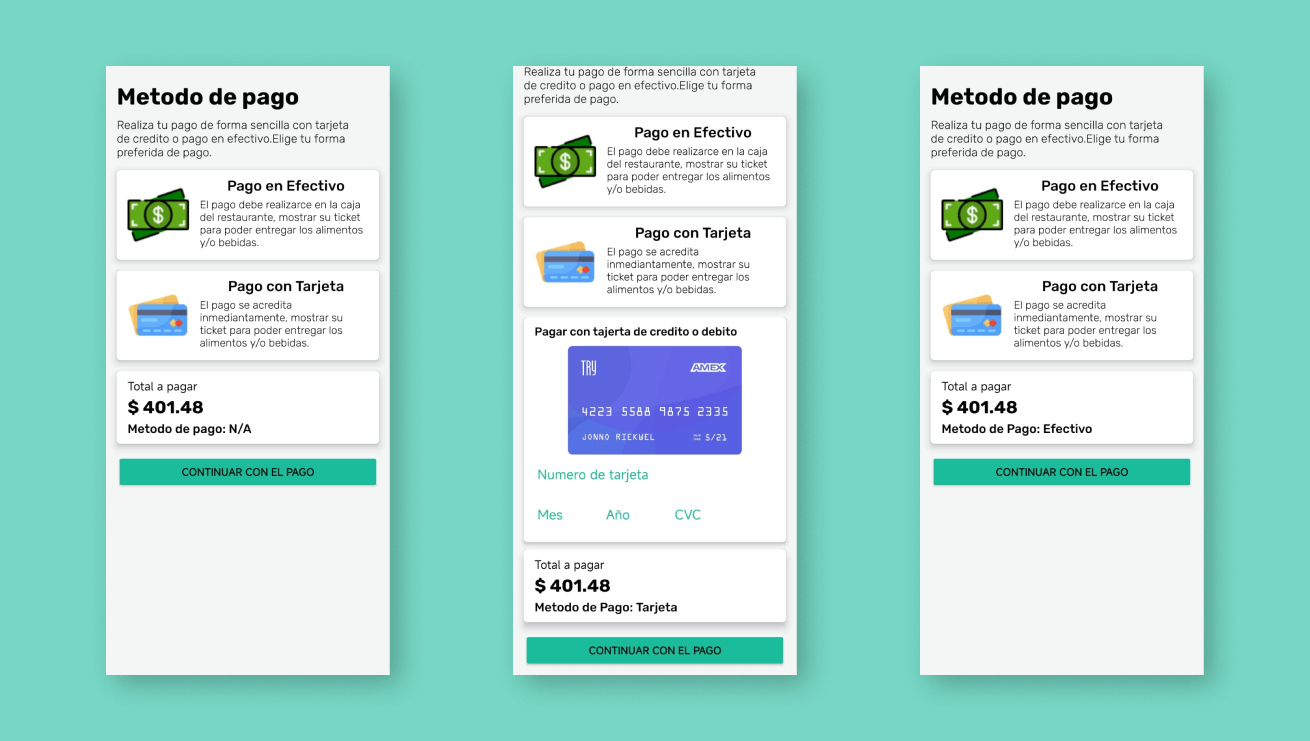 Metodo de pago
Realiza tu pago de forma sencilla con tarjeta
de credito o pago en efectivo.Elige tu forma
preferida de pago.
Pago en Efectivo
El pago debe realizarce en la caja
del restaurante, mostrar su ticket
para poder entregar los alimentos
y/o bebidas.
Pago con Tarjeta
El pago se acredita
inmediantamente, mostrar su
ticket para poder entregar los
alimentos y/o bebidas.
Total a pagar
$ 401.48
Metodo de pago: N/A
CONTINUAR CON EL PAGO
Realiza tu pago de forma sencilla con tarjeta
de credito o pago en efectivo.Elige tu forma
preferida de pago.
Pago en Efectivo
El pago debe realizarce en la caja
del restaurante, mostrar su ticket
para poder entregar los alimentos
y/o bebidas.
Pago con Tarjeta
El pago se acredita
inmediantamente, mostrar su
ticket para poder entregar los
alimentos y/o bebidas.
Pagar con tajerta de credito o debito
TRY AMEX
4223 5588 9875 2335
JONNO RIEKWEL 5/21
Numero de tarjeta
Mes Año CVC
Total a pagar
$ 401.48
Metodo de Pago: Tarjeta
CONTINUAR CON EL PAGO
Metodo de pago
Realiza tu pago de forma sencilla con tarjeta
de credito o pago en efectivo.Elige tu forma
preferida de pago.
Pago en Efectivo
El pago debe realizarce en la caja
del restaurante, mostrar su ticket
para poder entregar los alimentos
y/o bebidas.
Pago con Tarjeta
El pago se acredita
inmediantamente, mostrar su
ticket para poder entregar los
alimentos y/o bebidas.
Total a pagar
$ 401.48
Metodo de Pago: Efectivo
CONTINUAR CON EL PAGO